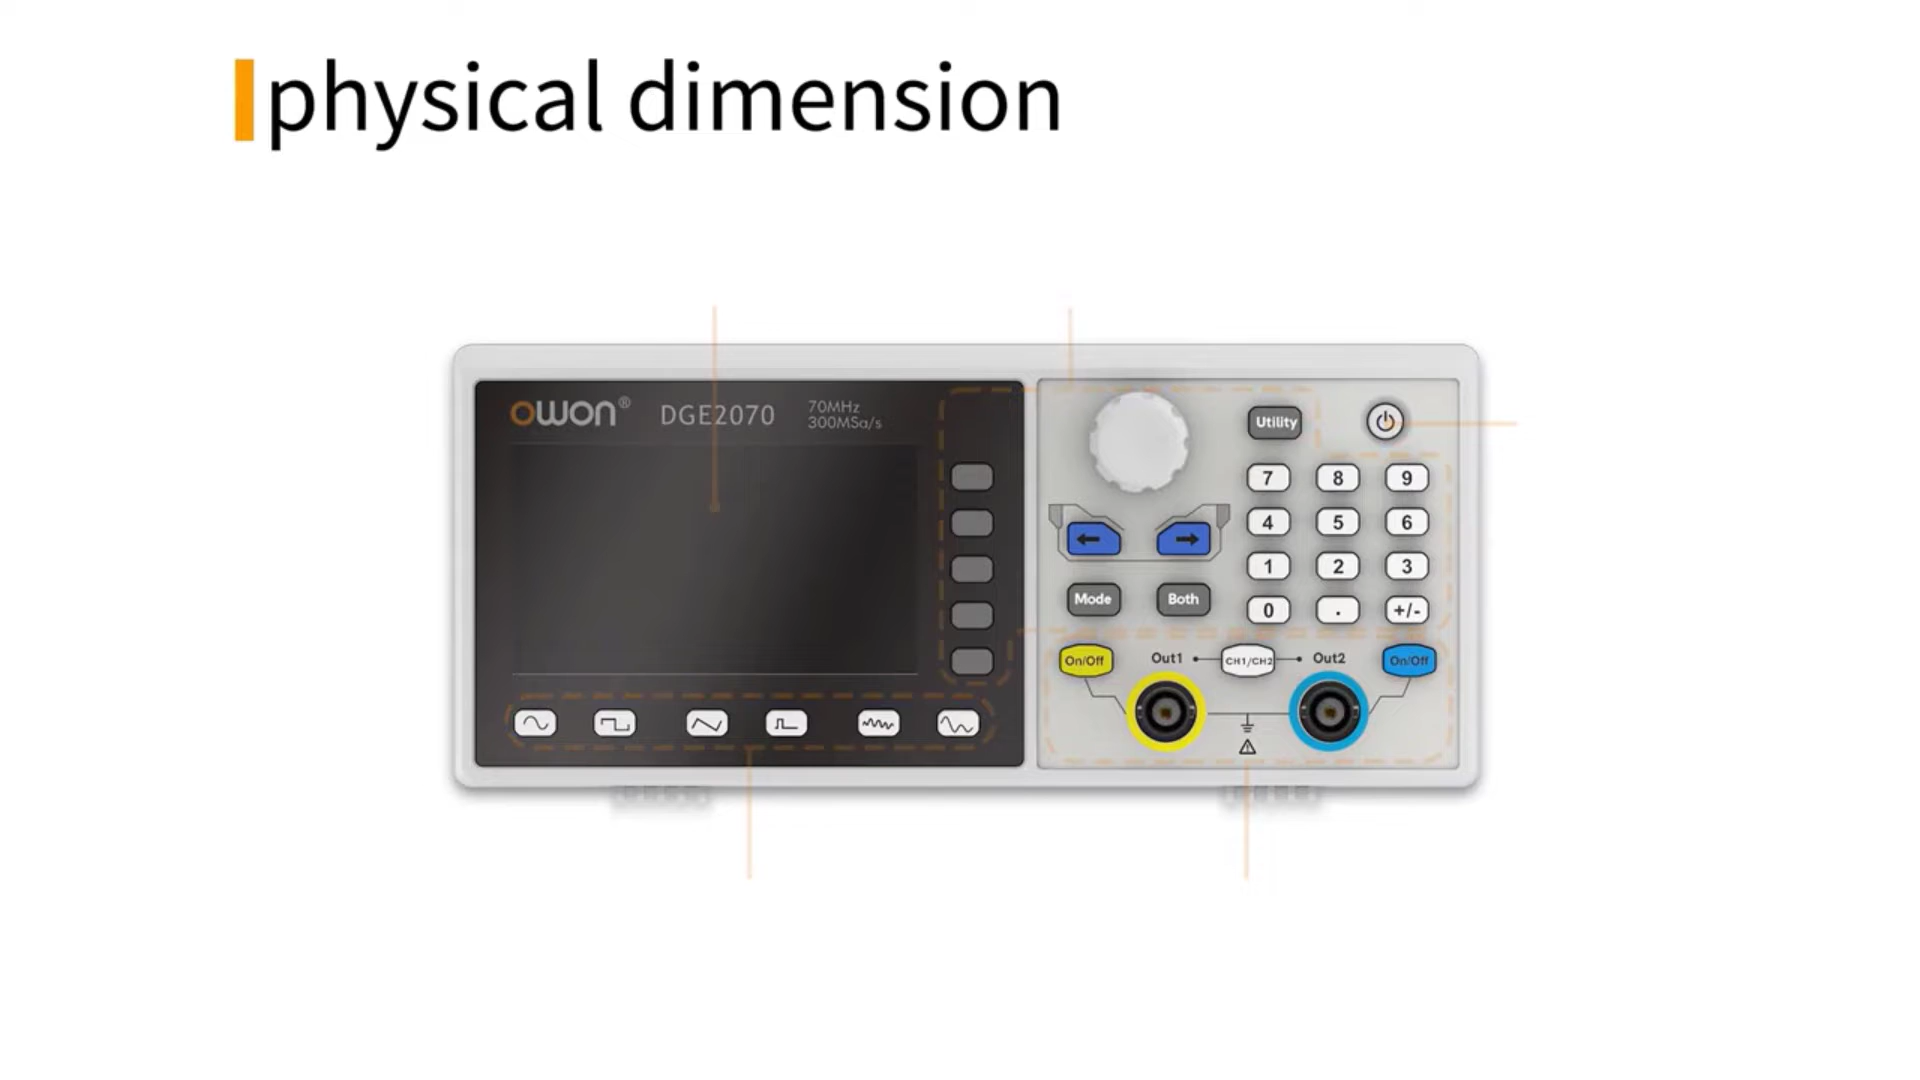 physical dimension
owon® DGE2070 70MHz
300MSa/s
Utility
7 8 9
4 5 6
1 2 3
Mode Both
0 . +/-
On/Off Out1 CH1/CH2 Out2 On/Off